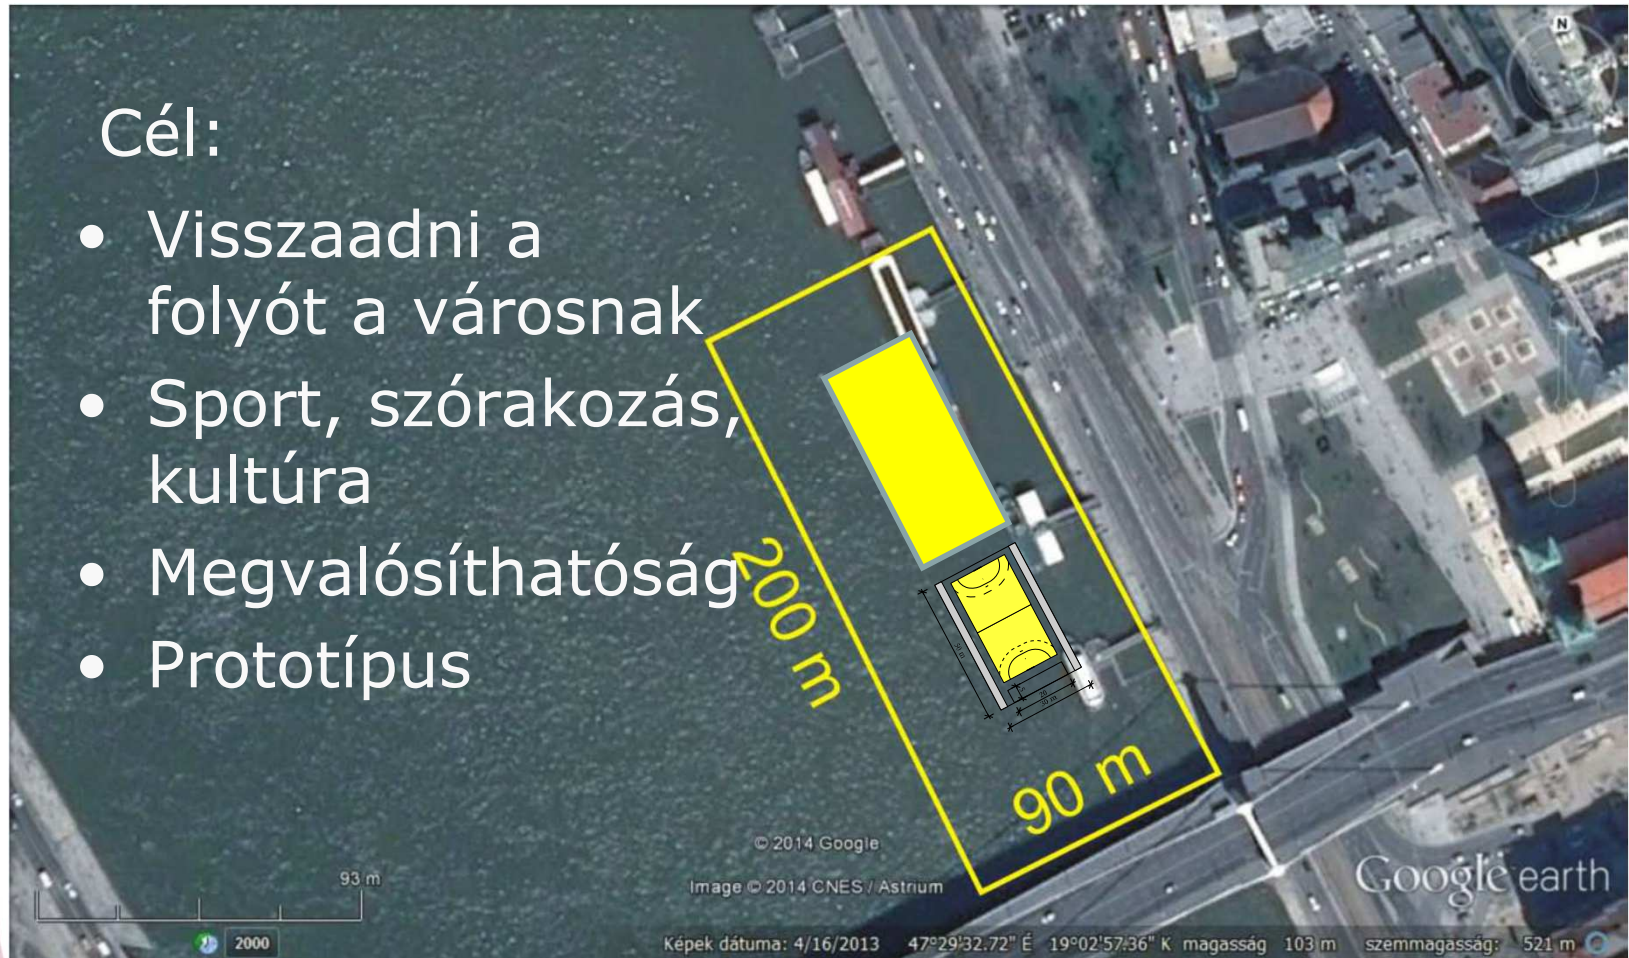 Cél:
• Visszaadni a
folyót a városnak
• Sport, szórakozás,
kultúra
• Megvalósíthatóság
• Prototípus
N
200 m
90 m
20
30 m
© 2014 Google
Image © 2014 CNES / Astrium
Google earth
93 m
2000
Képek dátuma: 4/16/2013 47°29'32.72" É 19°02'57.36" K magasság 103 m szemmagasság: 521 m